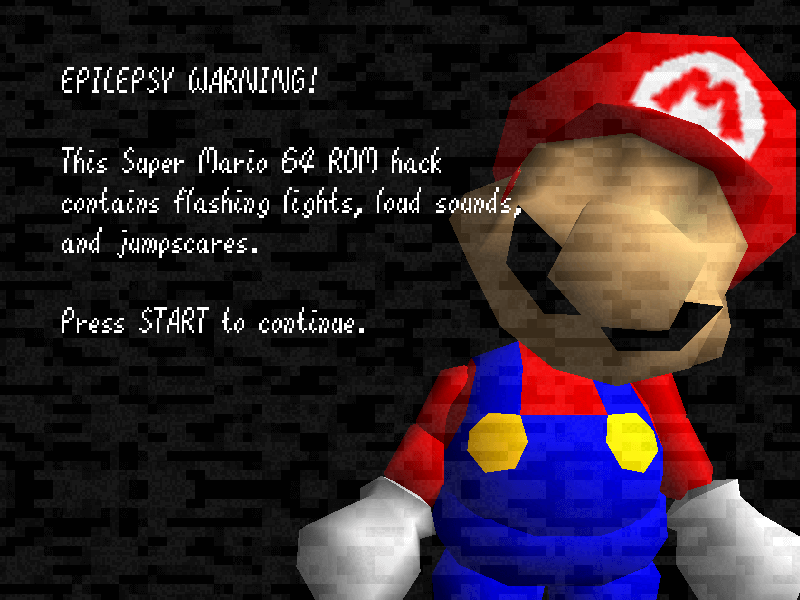 EPILEPSY WARNING!
This Super Mario 64 ROM hack
contains flashing lights, loud sounds,
and jumpscares.
Press START to continue.
M